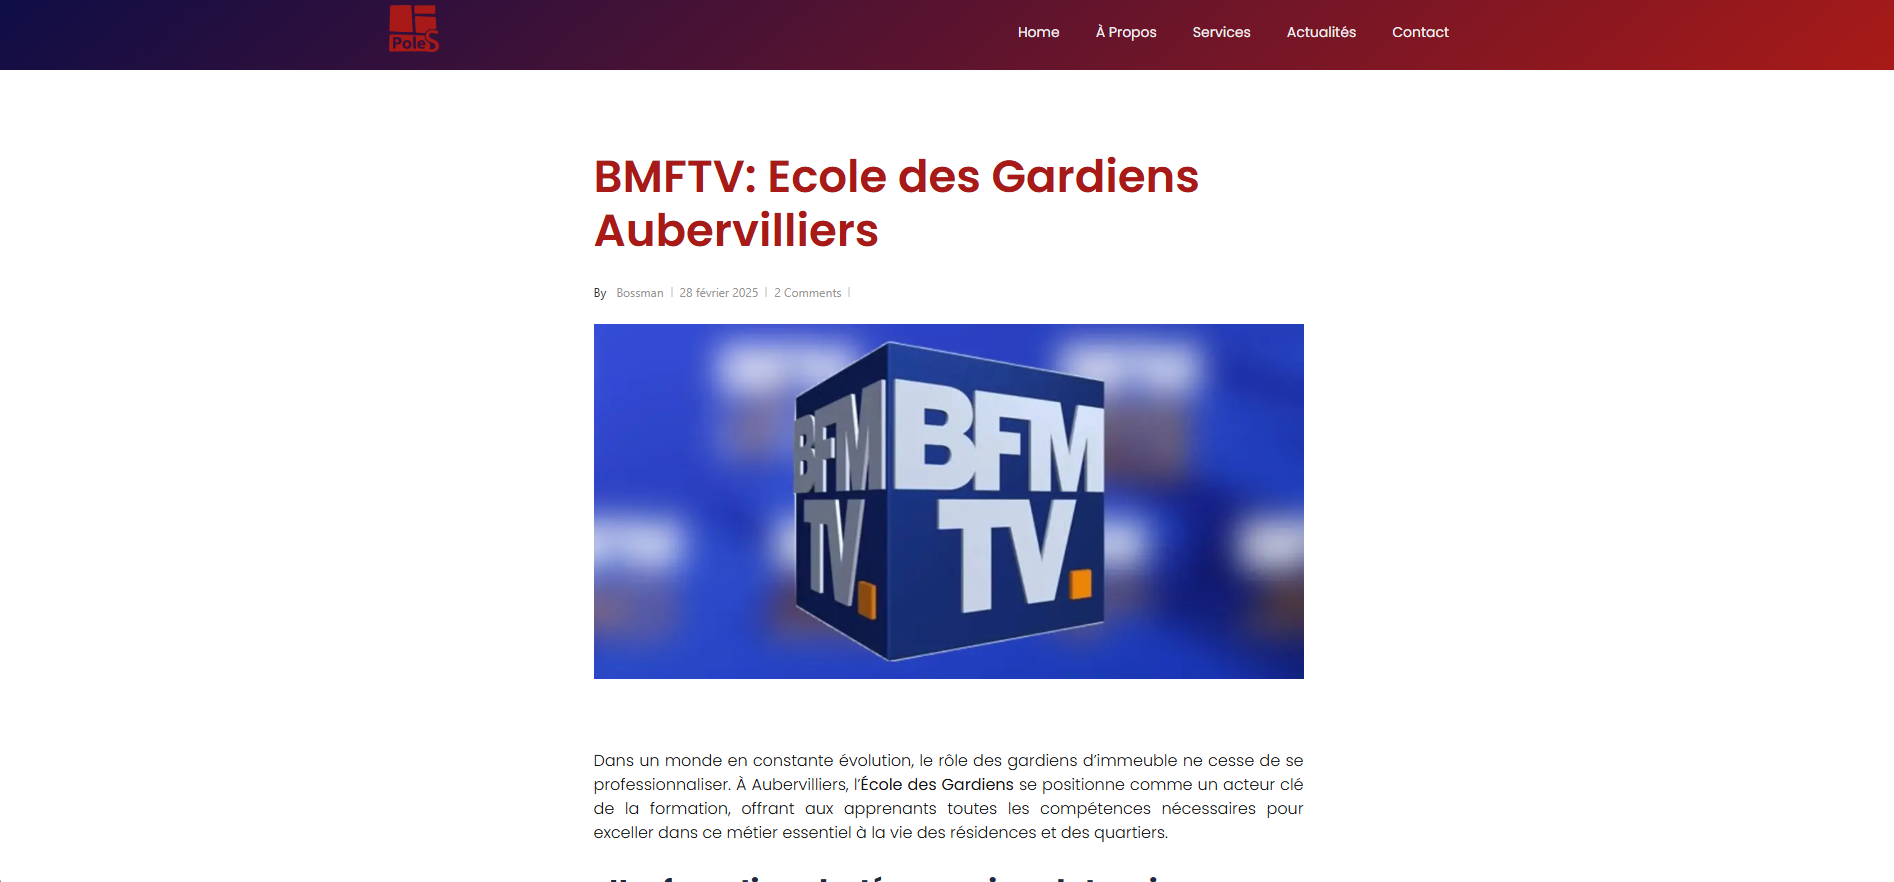 PoleS
Home À Propos Services Actualités Contact
BMFTV: Ecole des Gardiens
Aubervilliers
By Bossman 28 février 2025 2 Comments
BFM BFM
TV. TV.
Dans un monde en constante évolution, le rôle des gardiens d’immeuble ne cesse de se
professionnaliser. À Aubervilliers, l’École des Gardiens se positionne comme un acteur clé
de la formation, offrant aux apprenants toutes les compétences nécessaires pour
exceller dans ce métier essentiel à la vie des résidences et des quartiers.